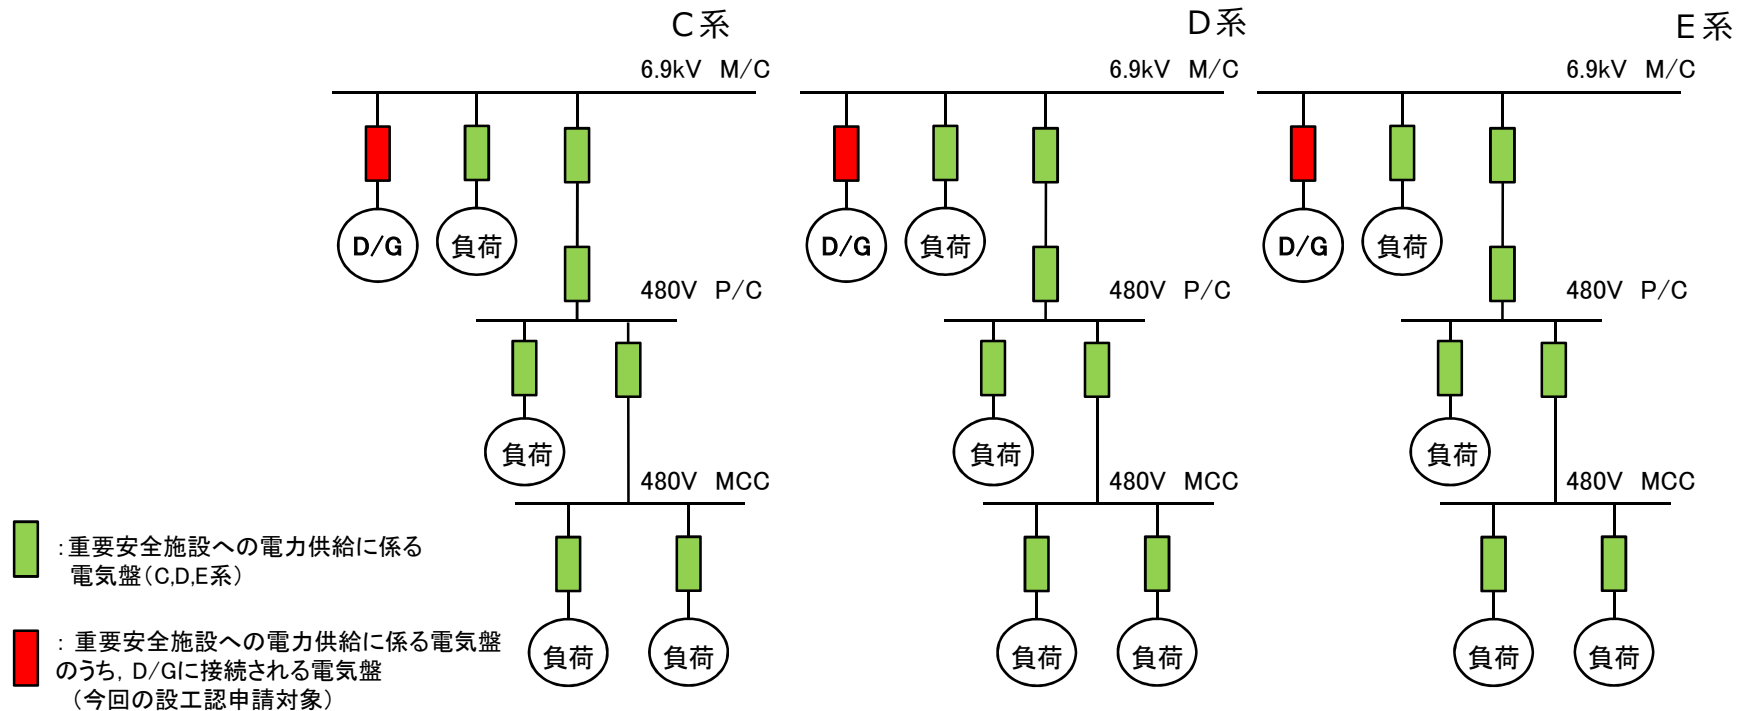 C系
D系
E系
6.9kV M/C
6.9kV M/C
6.9kV M/C
D/G
負荷
D/G
負荷
D/G
負荷
480V P/C
480V P/C
480V P/C
負荷
負荷
負荷
480V MCC
480V MCC
480V MCC
:重要安全施設への電力供給に係る
電気盤(C,D,E系)
負荷
負荷
負荷
負荷
負荷
負荷
: 重要安全施設への電力供給に係る電気盤
のうち，D/Gに接続される電気盤
(今回の設工認申請対象)